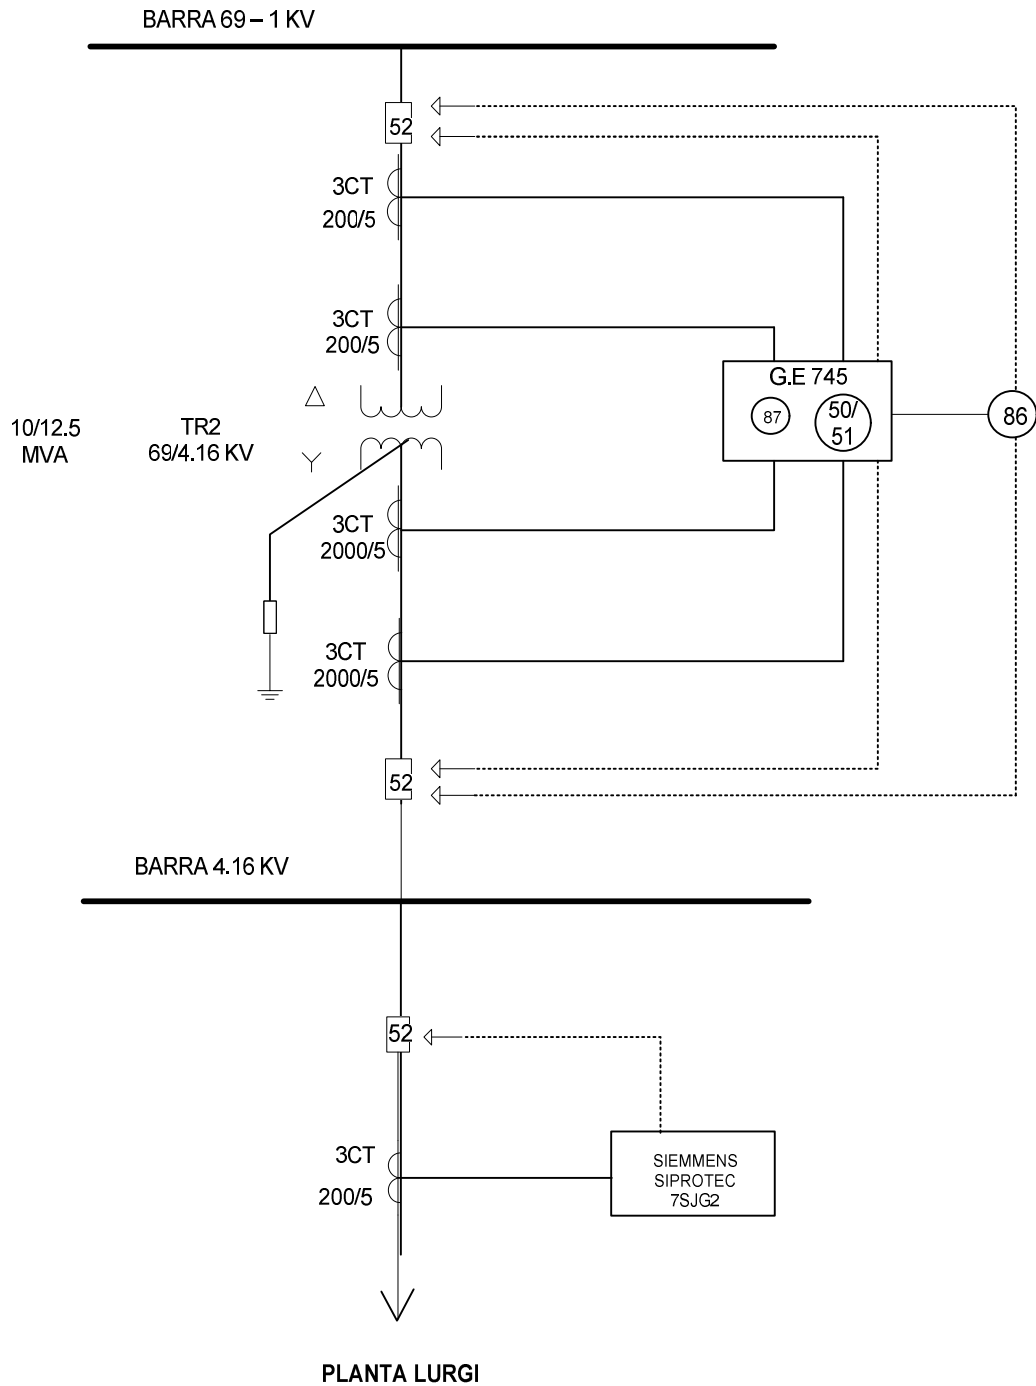 BARRA 69 – 1 KV
52
3CT
200/5
3CT
200/5
G.E 745
87
50/
51
86
10/12.5
MVA
TR2
69/4.16 KV
3CT
2000/5
3CT
2000/5
52
BARRA 4.16 KV
52
3CT
200/5
SIEMMENS
SIPROTEC
7SJG2
PLANTA LURGI